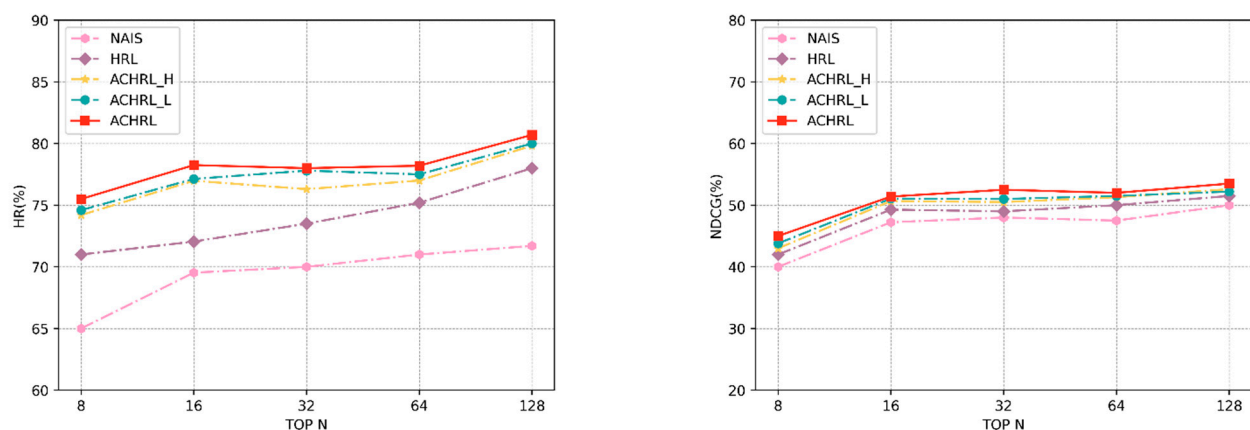 90
85
80
75
70
65
60
HR(%)
NAIS
HRL
ACHRL_H
ACHRL_L
ACHRL
8 16 32 64 128
TOP N
80
70
60
50
40
30
20
NDCG(%)
NAIS
HRL
ACHRL_H
ACHRL_L
ACHRL
8 16 32 64 128
TOP N